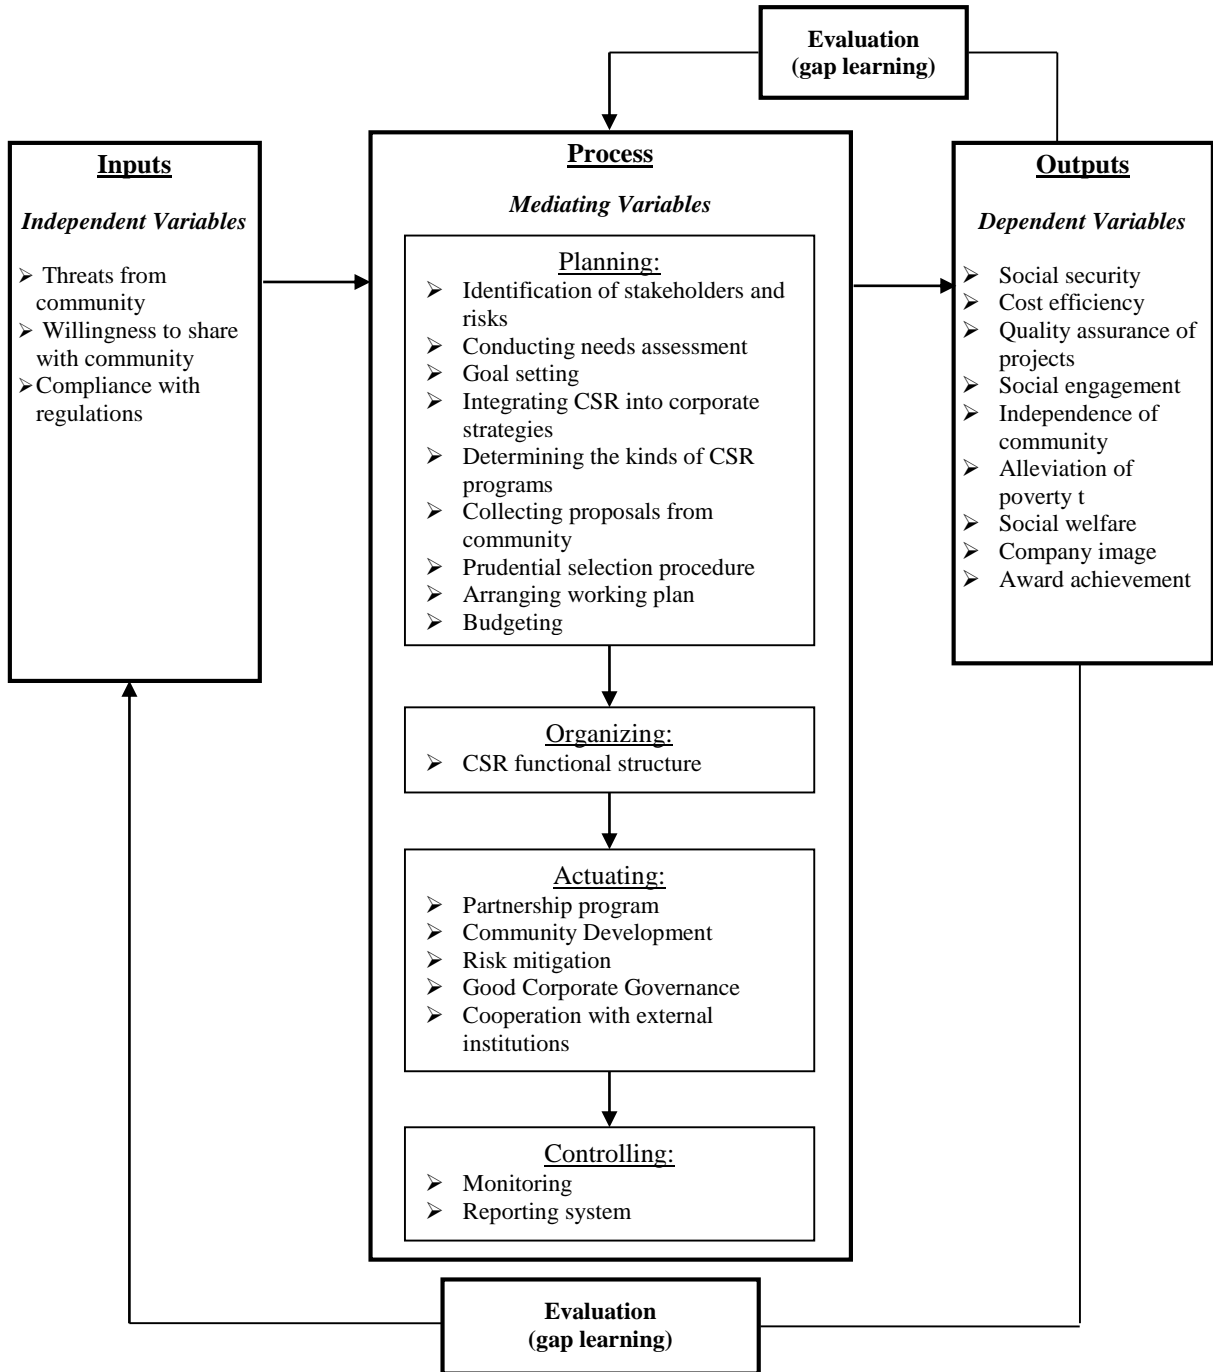 Evaluation
(gap learning)
Inputs
Independent Variables
➢ Threats from
community
➢ Willingness to share
with community
➢ Compliance with
regulations
Process
Mediating Variables
Planning:
➢ Identification of stakeholders and
risks
➢ Conducting needs assessment
➢ Goal setting
➢ Integrating CSR into corporate
strategies
➢ Determining the kinds of CSR
programs
➢ Collecting proposals from
community
➢ Prudential selection procedure
➢ Arranging working plan
➢ Budgeting
Organizing:
➢ CSR functional structure
Actuating:
➢ Partnership program
➢ Community Development
➢ Risk mitigation
➢ Good Corporate Governance
➢ Cooperation with external
institutions
Controlling:
➢ Monitoring
➢ Reporting system
Outputs
Dependent Variables
➢ Social security
➢ Cost efficiency
➢ Quality assurance of
projects
➢ Social engagement
➢ Independence of
community
➢ Alleviation of
poverty t
➢ Social welfare
➢ Company image
➢ Award achievement
Evaluation
(gap learning)